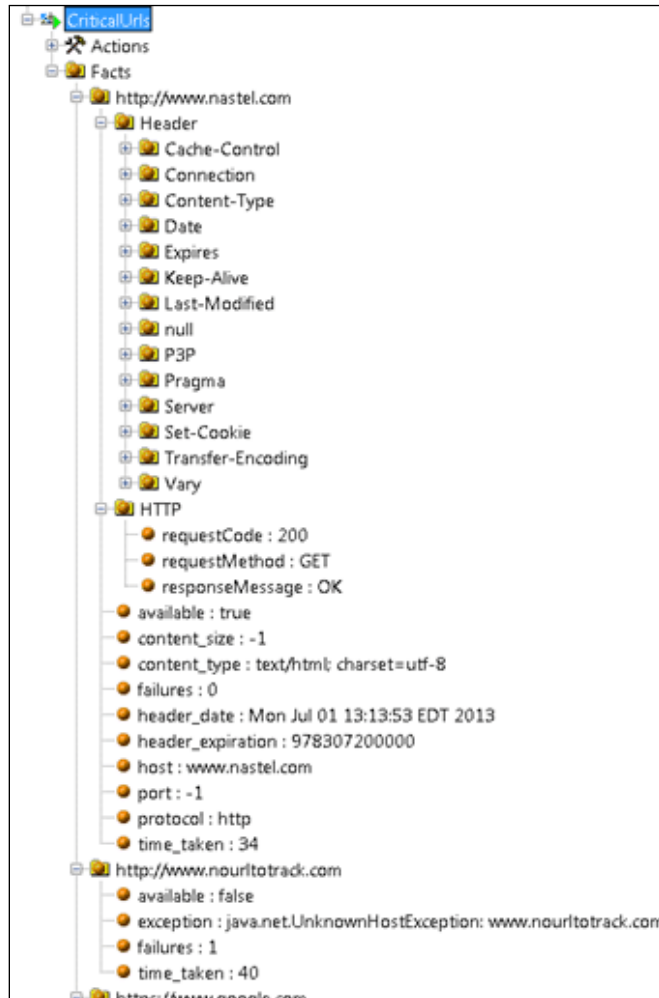 CriticalUrls
Actions
Facts
http://www.nastel.com
Header
Cache-Control
Connection
Content-Type
Date
Expires
Keep-Alive
Last-Modified
null
P3P
Pragma
Server
Set-Cookie
Transfer-Encoding
Vary
HTTP
requestCode : 200
requestMethod : GET
responseMessage : OK
available : true
content_size : -1
content_type : text/html; charset=utf-8
failures : 0
header_date : Mon Jul 01 13:13:53 EDT 2013
header_expiration : 978307200000
host : www.nastel.com
port : -1
protocol : http
time_taken : 34
http://www.nourltotrack.com
available : false
exception : java.net.UnknownHostException: www.nourltotrack.com
failures : 1
time_taken : 40
https://www.google.com